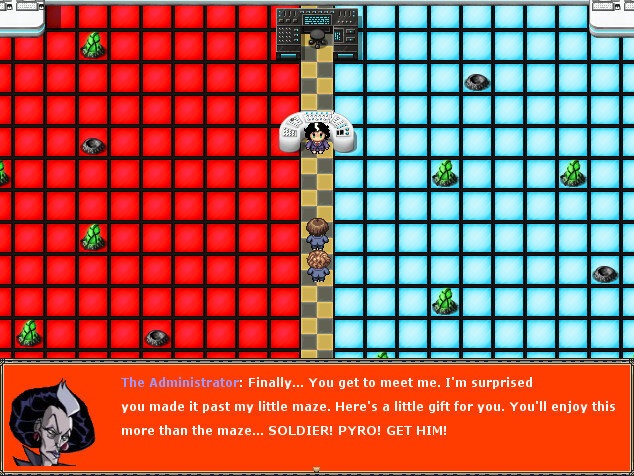 The Administrator: Finally... You get to meet me. I'm surprised
you made it past my little maze. Here's a little gift for you. You'll enjoy this
more than the maze... SOLDIER! PYRO! GET HIM!